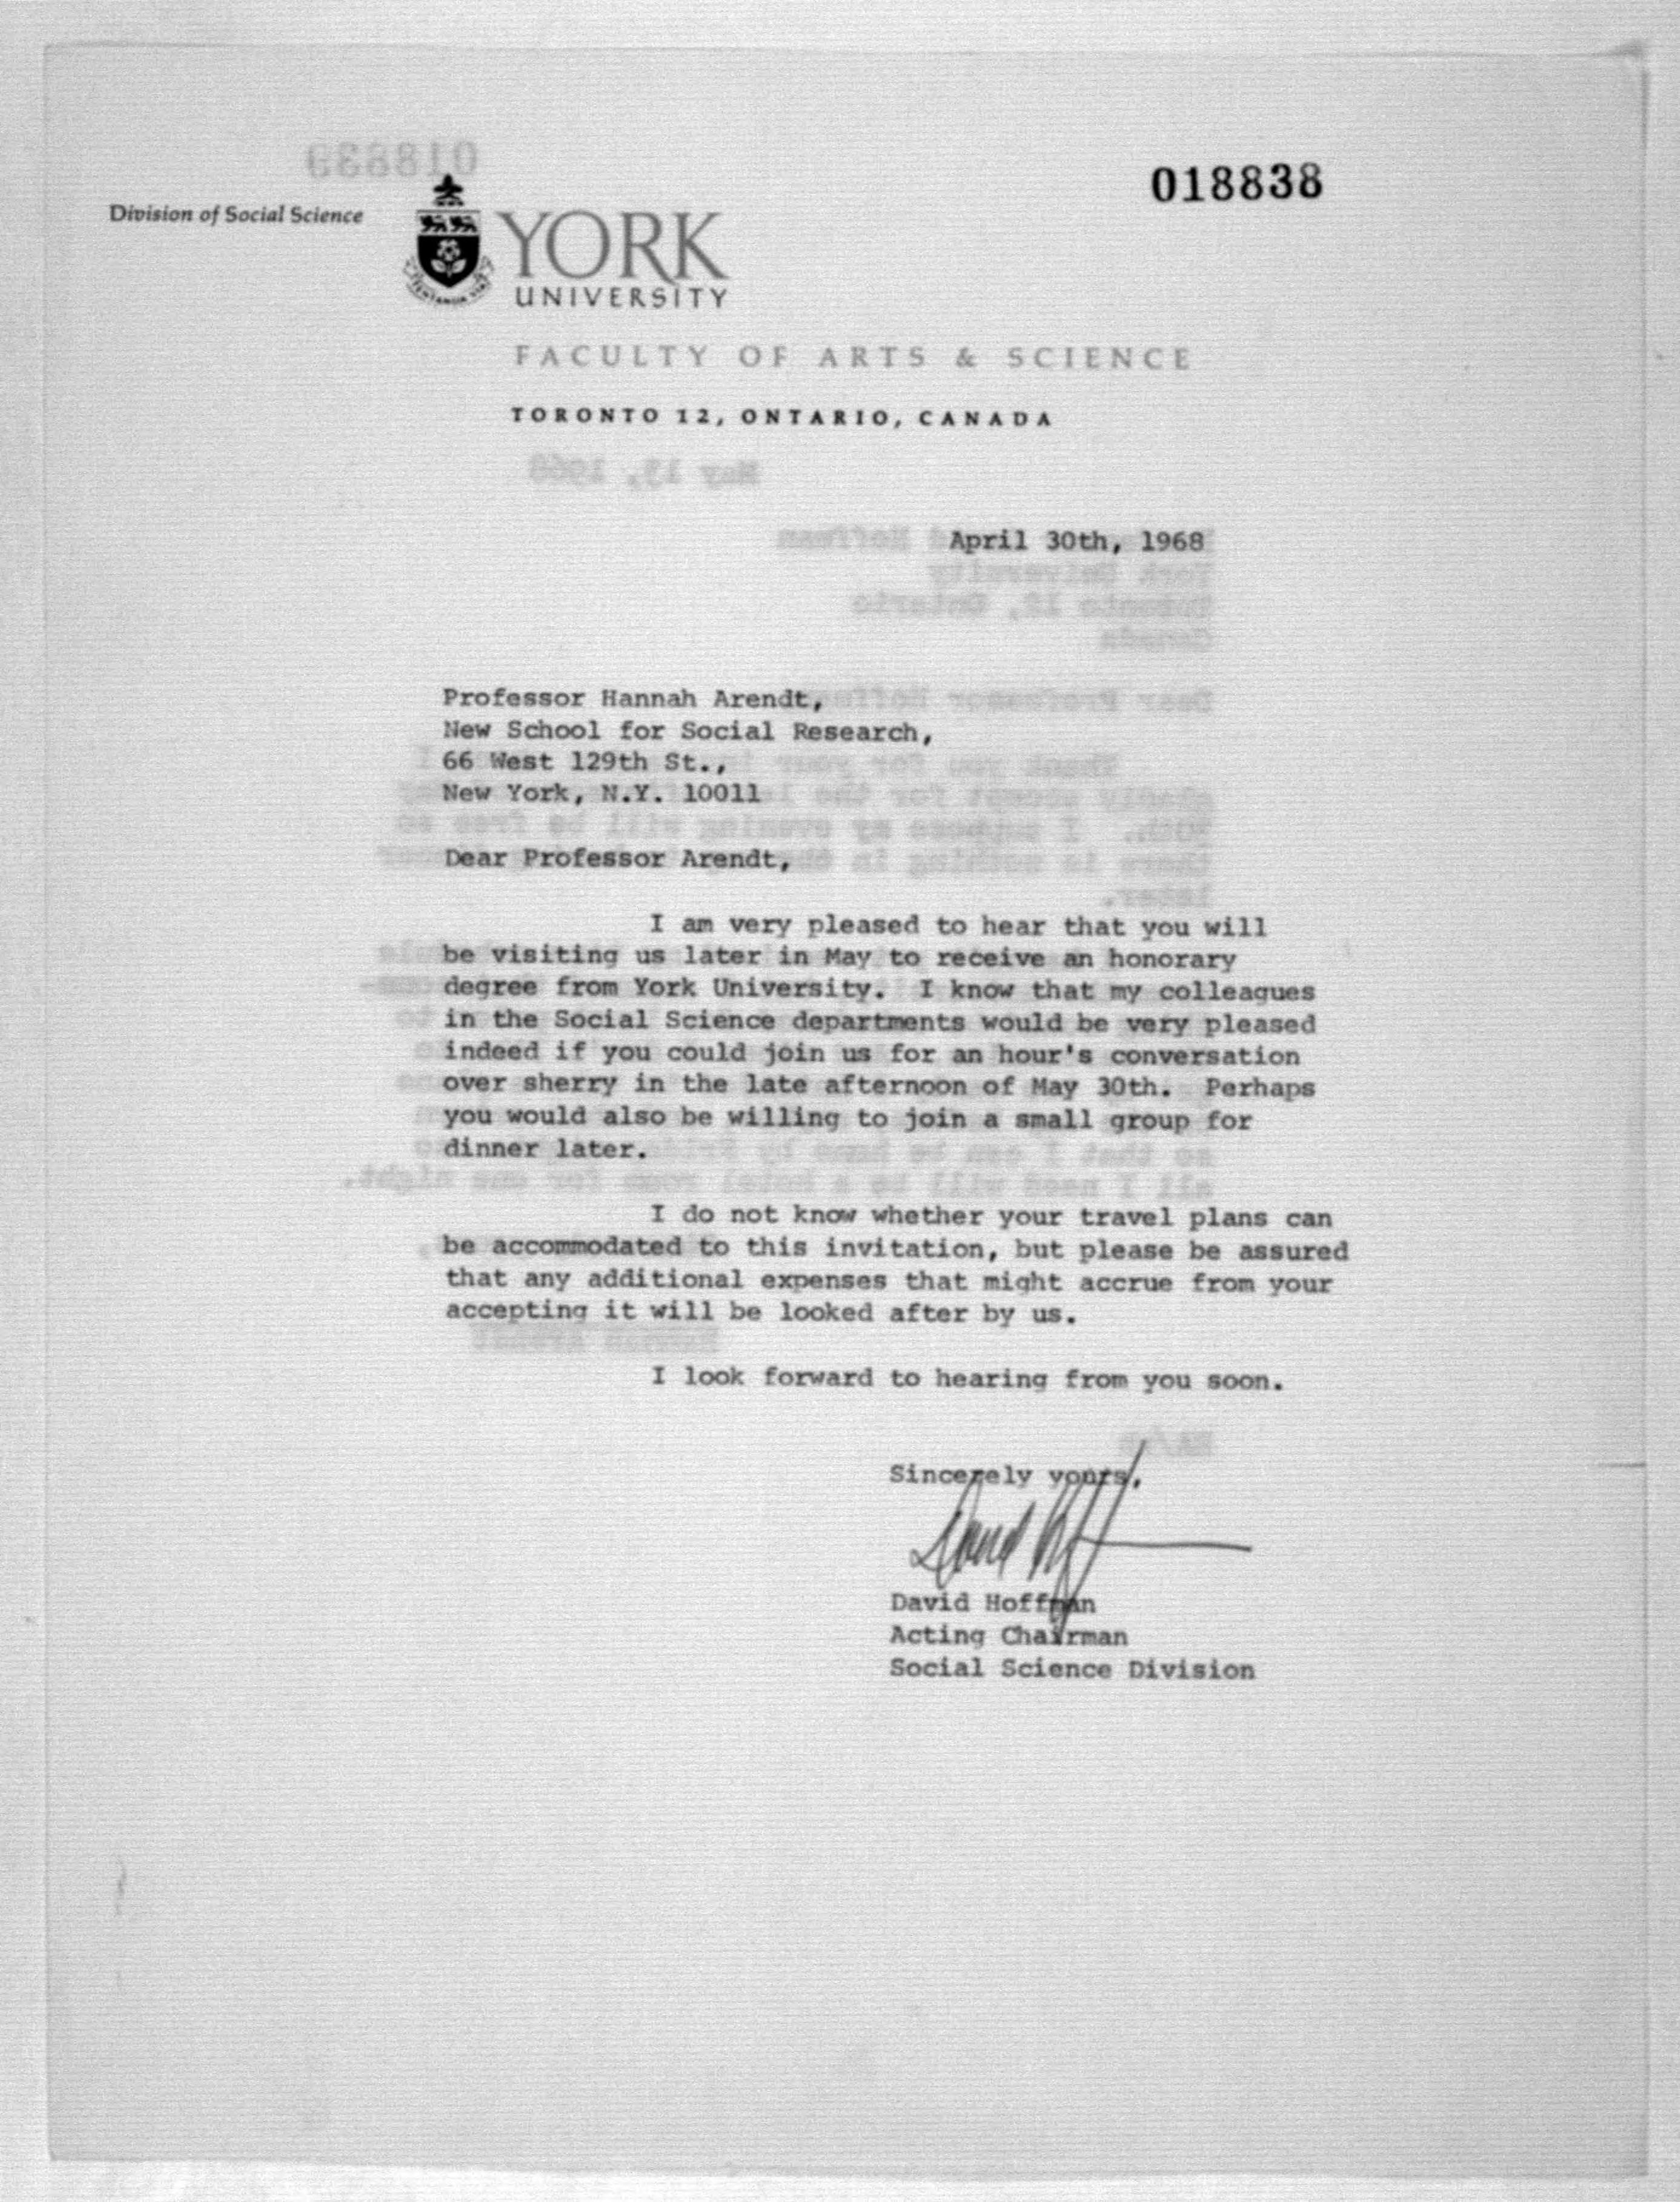 018838
Division of Social Science
YORK
UNIVERSITY
FACULTY OF ARTS & SCIENCE
TORONTO 12, ONTARIO, CANADA
April 30th, 1968
Professor Hannah Arendt,
New School for Social Research,
66 West 129th St.,
New York, N.Y. 10011
Dear Professor Arendt,
I am very pleased to hear that you will
be visiting us later in May to receive an honorary
degree from York University. I know that my colleagues
in the Social Science departments would be very pleased
indeed if you could join us for an hour's conversation
over sherry in the late afternoon of May 30th. Perhaps
you would also be willing to join a small group for
dinner later.
I do not know whether your travel plans can
be accommodated to this invitation, but please be assured
that any additional expenses that might accrue from your
accepting it will be looked after by us.
I look forward to hearing from you soon.
Sincerely yours,
David Hoffman
Acting Chairman
Social Science Division